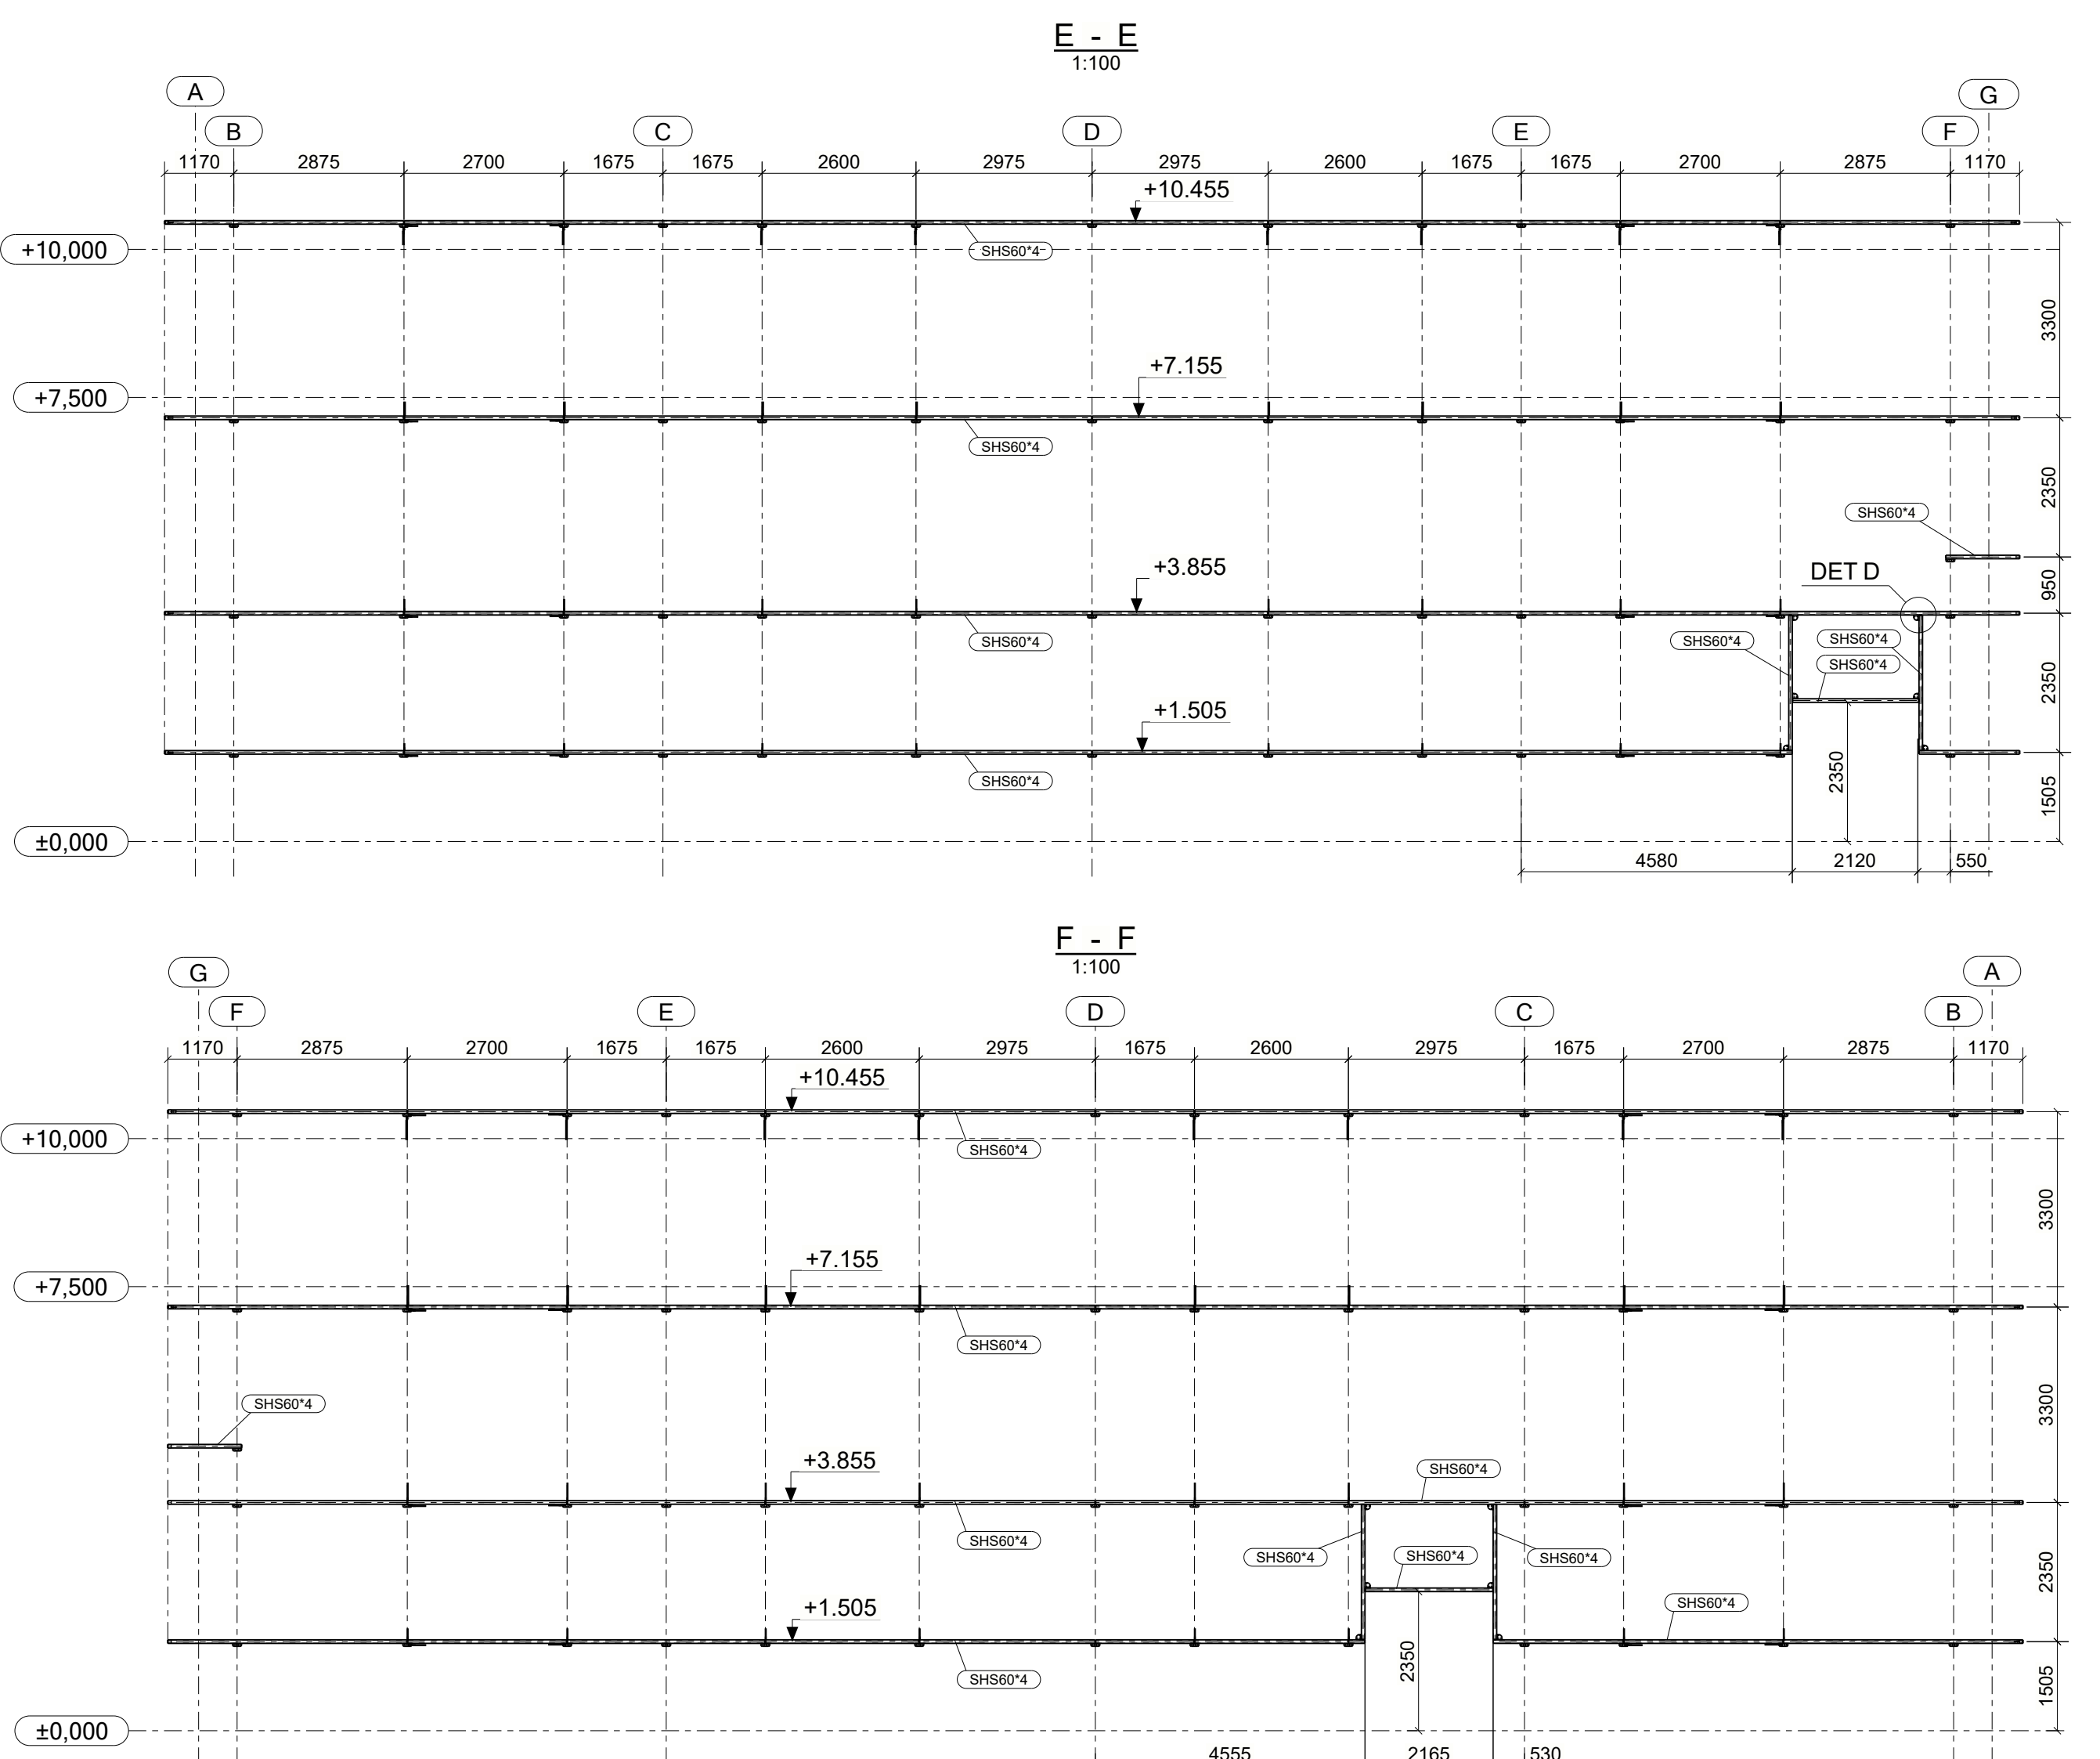 E - E
1:100
A
G
B
C
D
E
F
1170
2875
2700
1675
1675
2600
2975
2975
2600
1675
1675
2700
2875
1170
+10.455
+10,000
SHS60*4
3300
+7.155
+7,500
SHS60*4
2350
SHS60*4
+3.855
DET D
950
SHS60*4
SHS60*4
SHS60*4
SHS60*4
2350
+1.505
SHS60*4
2350
1505
±0,000
4580
2120
550
F - F
1:100
G
A
F
E
D
C
B
1170
2875
2700
1675
1675
2600
2975
1675
2600
2975
1675
2700
2875
1170
+10.455
+10,000
SHS60*4
3300
+7.155
+7,500
SHS60*4
SHS60*4
3300
+3.855
SHS60*4
SHS60*4
SHS60*4
SHS60*4
SHS60*4
2350
+1.505
SHS60*4
SHS60*4
2350
1505
±0,000
4555
2165
530